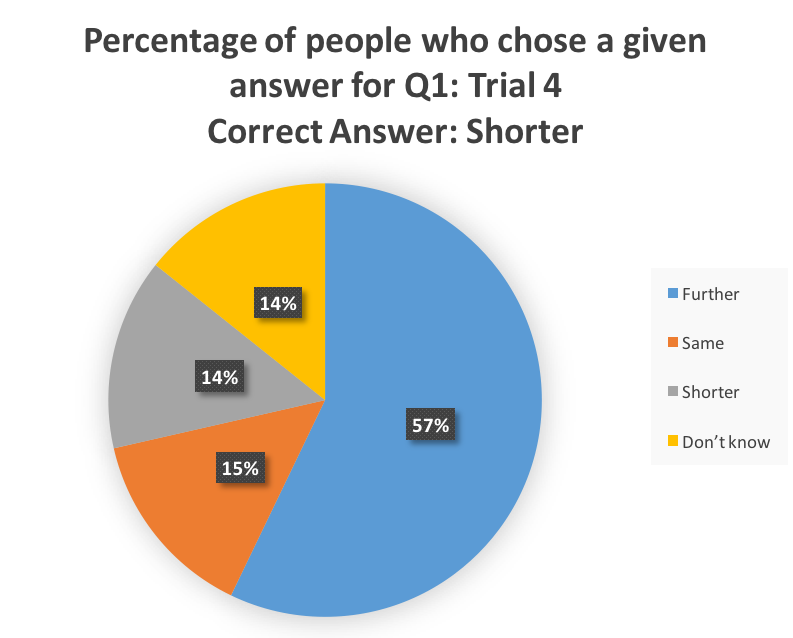 Percentage of people who chose a given
answer for Q1: Trial 4
Correct Answer: Shorter
14%
14%
57%
15%
Further
Same
Shorter
Don't know